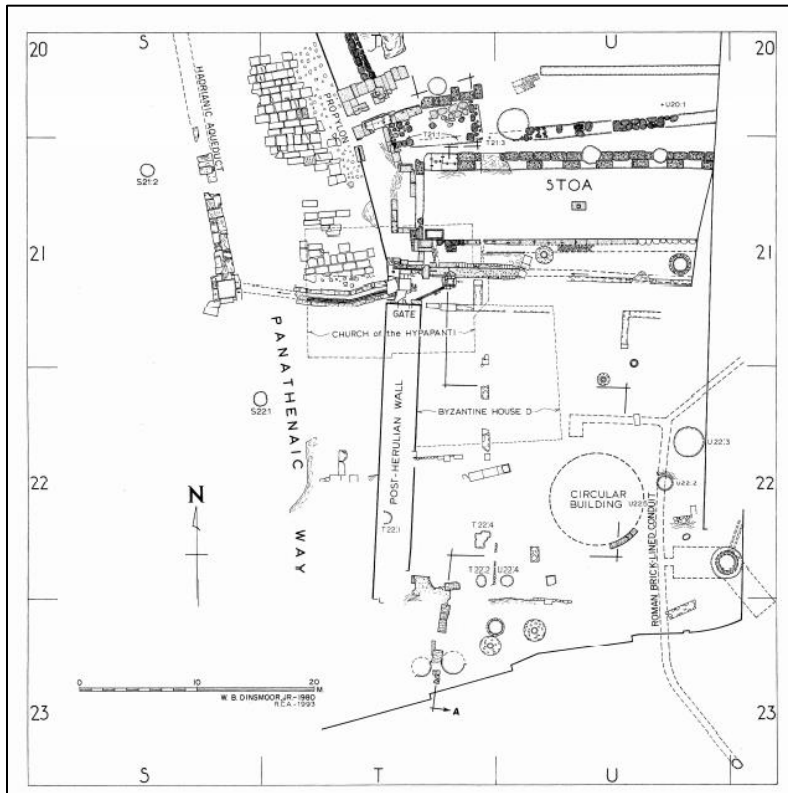 20 S U 20
HADRIANIC AQUEDUCT
PROPYLON
U20:1
T21:1
T21:3
S21:2
STOA
21 21
GATE
CHURCH of the HYPAPANTI
PANATHENAIC WAY
S22:1
POST-HERULIAN WALL
BYZANTINE HOUSE D
U22:3
22 22
N
CIRCULAR
BUILDING
U22:2
T22:1
T22:4
T22:2 U22:4
ROMAN BRICK-LINED CONDUIT
0 10 20 M
W. B. DINSMOOR, JR.-1980
R.C.A.-1993
23 23
A
S T U